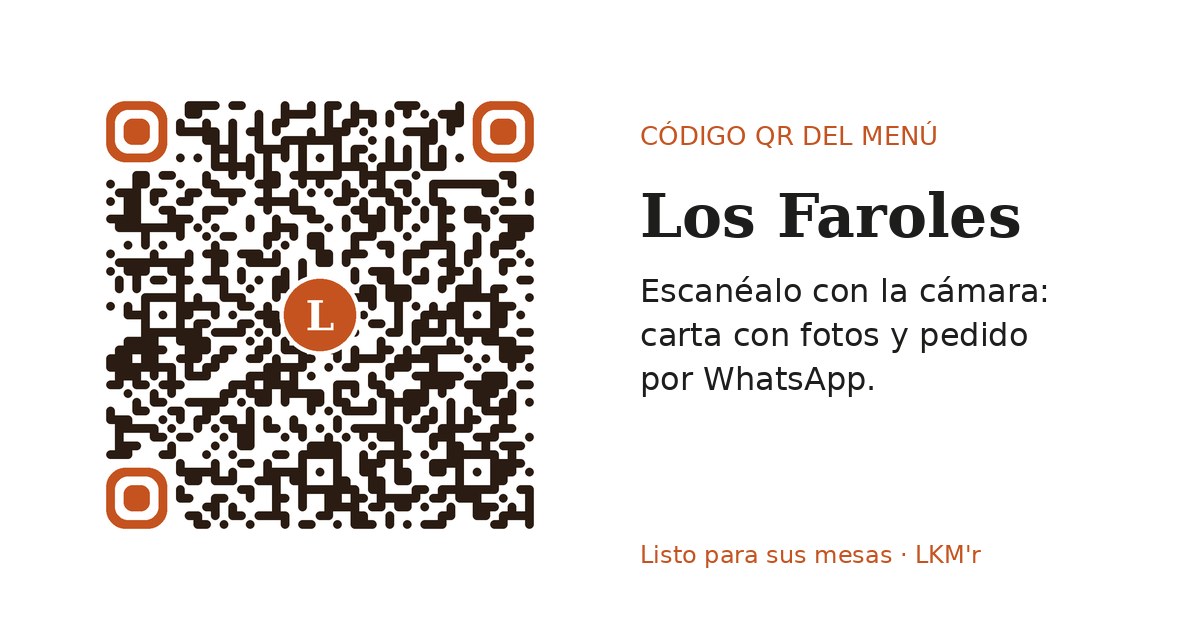 CÓDIGO QR DEL MENÚ
Los Faroles
Escanéalo con la cámara:
carta con fotos y pedido
por WhatsApp.
L
Listo para sus mesas · LKM'r